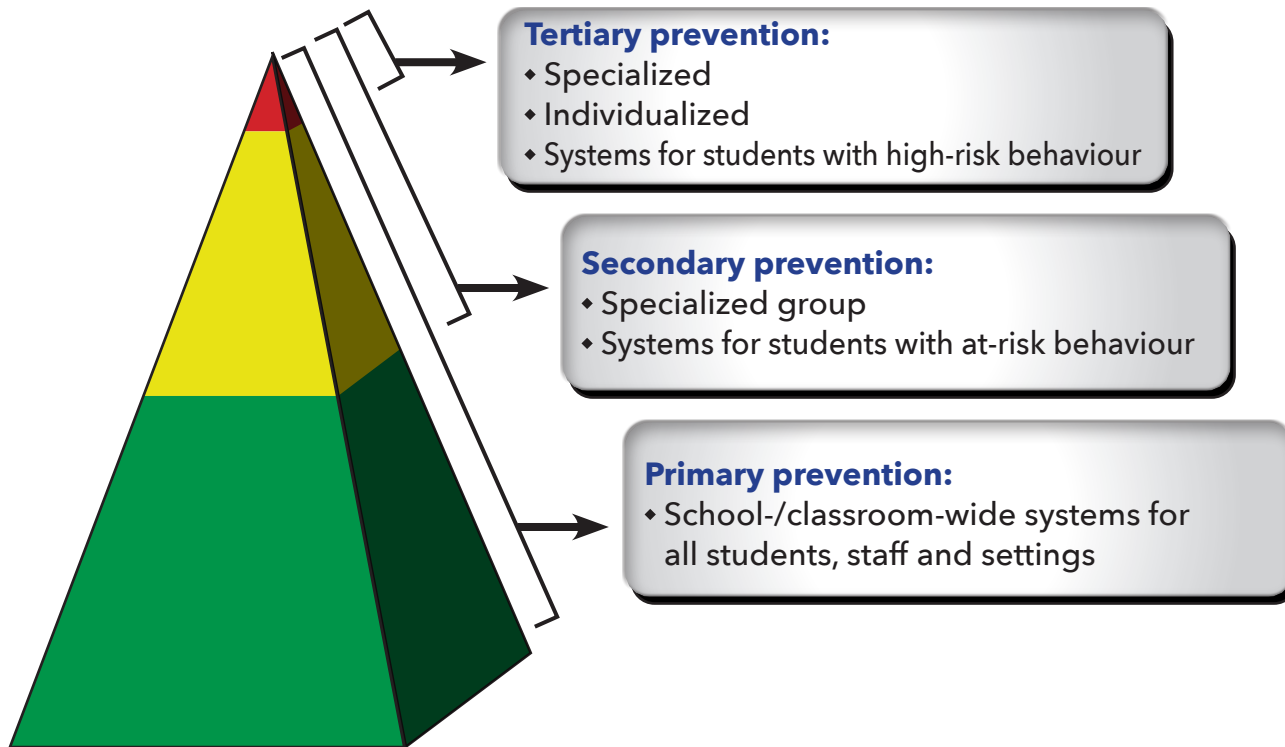 Tertiary prevention:
◆ Specialized
◆ Individualized
◆ Systems for students with high-risk behaviour
Secondary prevention:
◆ Specialized group
◆ Systems for students with at-risk behaviour
Primary prevention:
◆ School-/classroom-wide systems for
all students, staff and settings